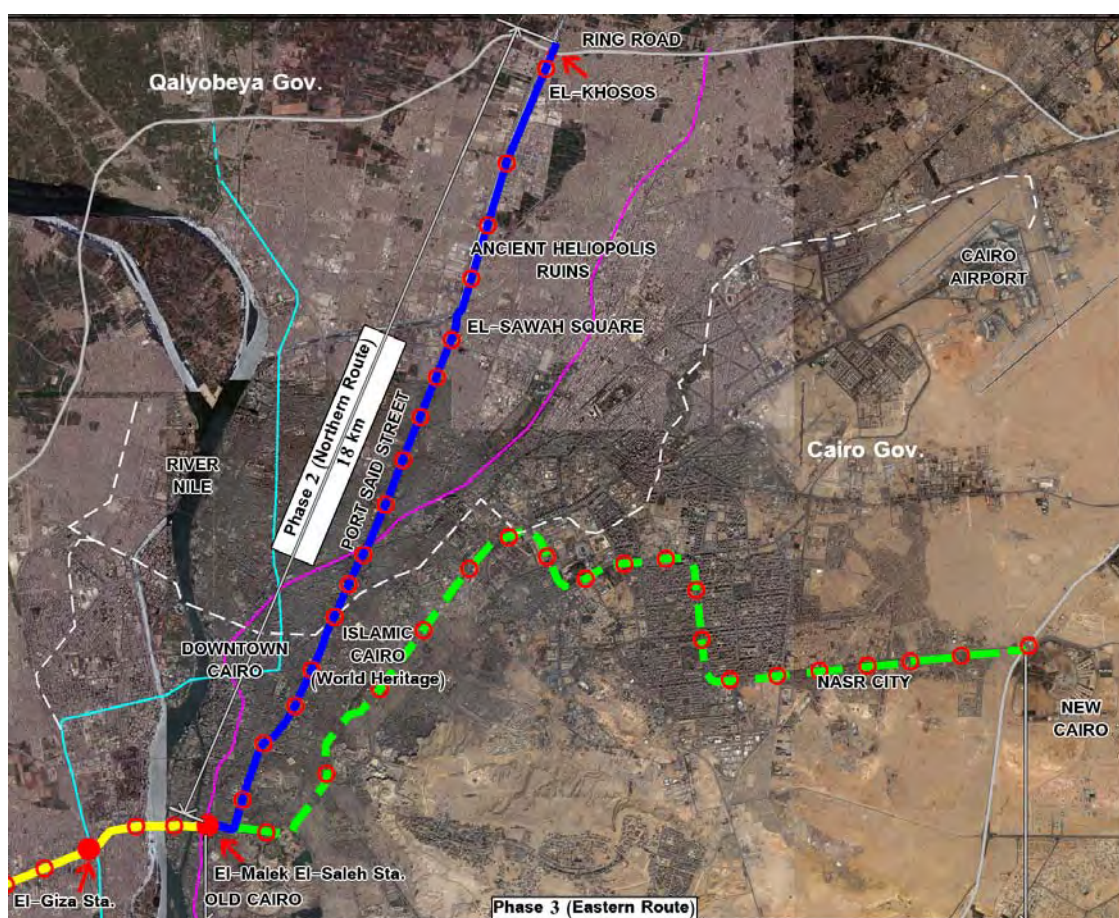 RING ROAD
Qalyobeya Gov.
EL-KHOSOS
ANCIENT HELIOPOLIS
RUINS
CAIRO
AIRPORT
EL-SAWAH SQUARE
Phase 2 (Northern Route)
18 km
PORT SAID STREET
RIVER
NILE
Cairo Gov.
ISLAMIC
CAIRO
(World Heritage)
DOWNTOWN
CAIRO
NASR CITY
NEW
CAIRO
El-Malek El-Saleh Sta.
El-Giza Sta.
OLD CAIRO
Phase 3 (Eastern Route)